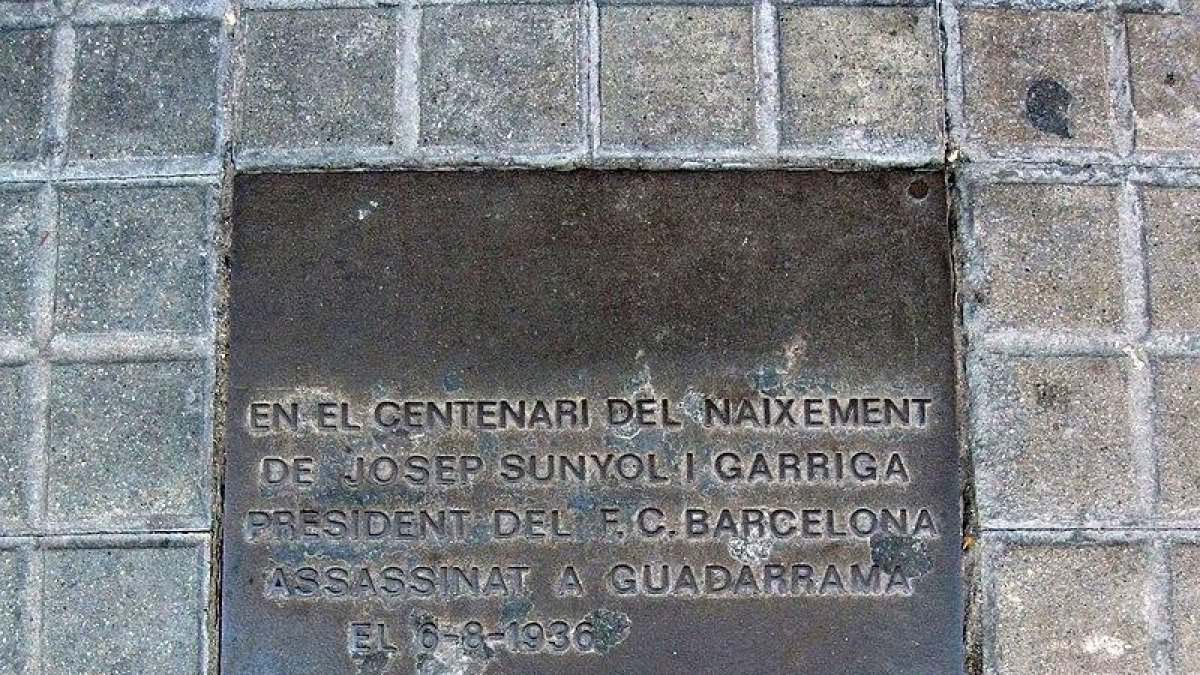 EN EL CENTENARI DEL NAIXEMENT
DE JOSEP SUNYOL I GARRIGA
PRESIDENT DEL F.C. BARCELONA
ASSASSINAT A GUADARRAMA
EL 6-8-1936